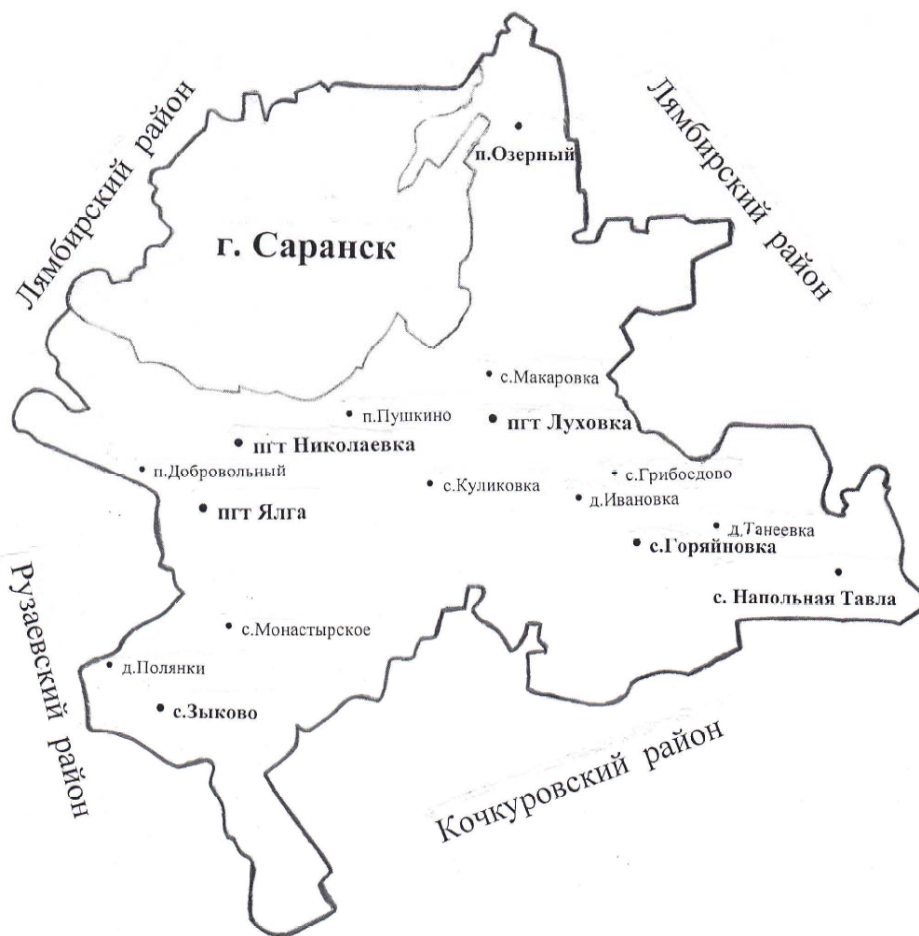 Лямбирский район
Лямбирский район
п.Озерный
г. Саранск
с.Макаровка
п.Пушкино
пгт Луховка
пгт Николаевка
п.Добровольный
с.Грибоедово
с.Куликовка
д.Ивановка
пгт Ялга
д.Танеевка
с.Горяйновка
с. Напольная Тавла
Рузаевский район
с.Монастырское
д.Полянки
с.Зыково
Кочкуровский район